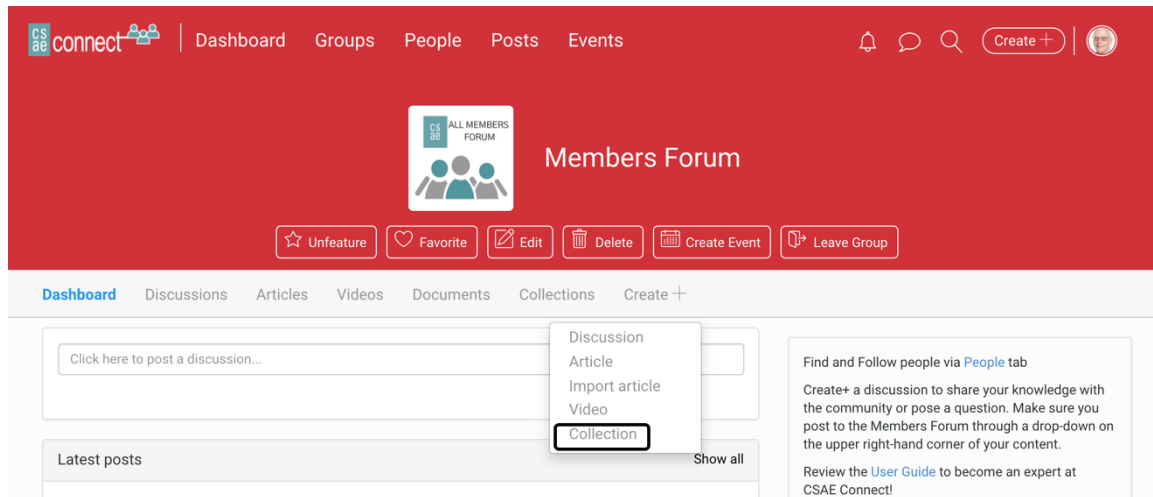 cs
ae connect
Dashboard Groups People Posts Events
Create +
cs
ae
ALL MEMBERS
FORUM
Members Forum
Unfeature Favorite Edit Delete Create Event Leave Group
Dashboard Discussions Articles Videos Documents Collections Create +
Click here to post a discussion...
Discussion
Article
Import article
Video
Collection
Latest posts Show all
Find and Follow people via People tab
Create+ a discussion to share your knowledge with
the community or pose a question. Make sure you
post to the Members Forum through a drop-down on
the upper right-hand corner of your content.
Review the User Guide to become an expert at
CSAE Connect!